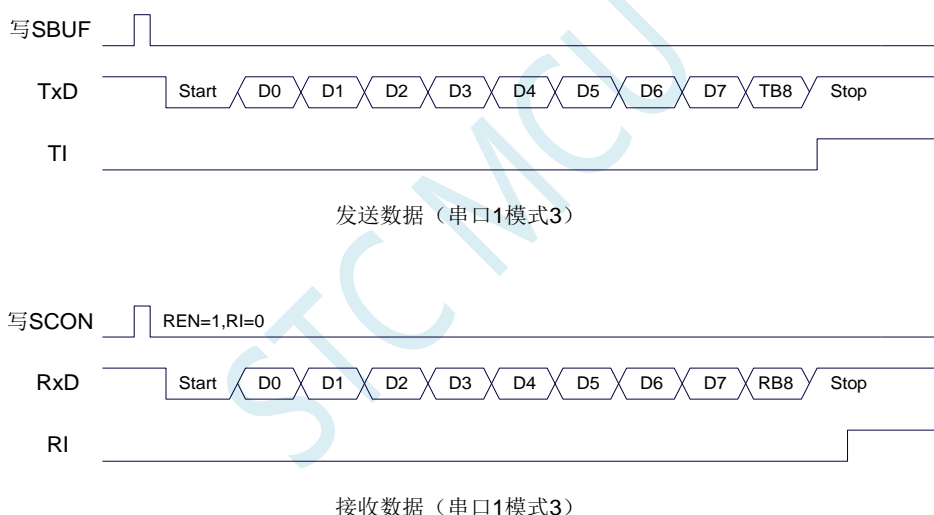 写SBUF
TxD Start D0 D1 D2 D3 D4 D5 D6 D7 TB8 Stop
TI
发送数据（串口1模式3）
写SCON REN=1,RI=0
RxD Start D0 D1 D2 D3 D4 D5 D6 D7 RB8 Stop
RI
接收数据（串口1模式3）
STC MCU